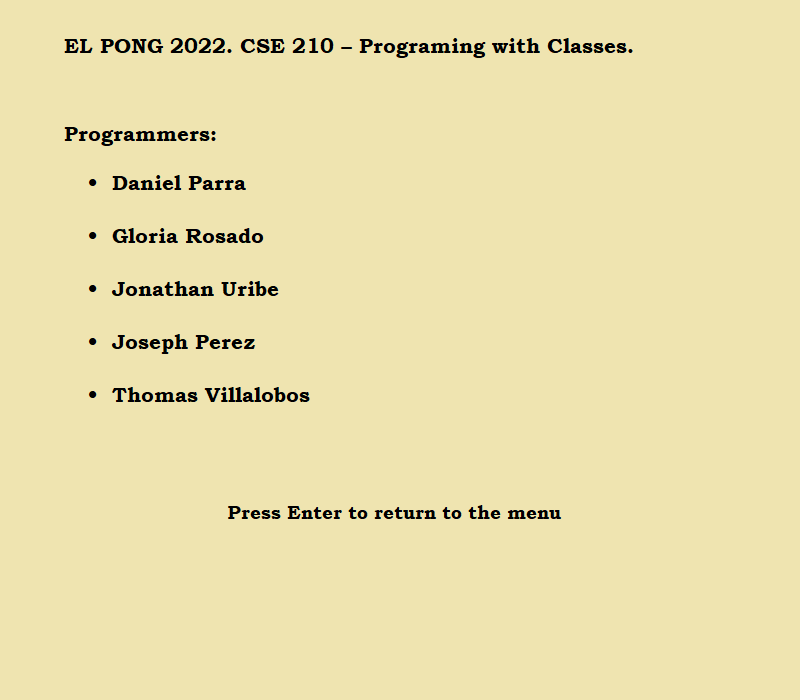 EL PONG 2022. CSE 210 – Programing with Classes.
Programmers:
• Daniel Parra
• Gloria Rosado
• Jonathan Uribe
• Joseph Perez
• Thomas Villalobos
Press Enter to return to the menu